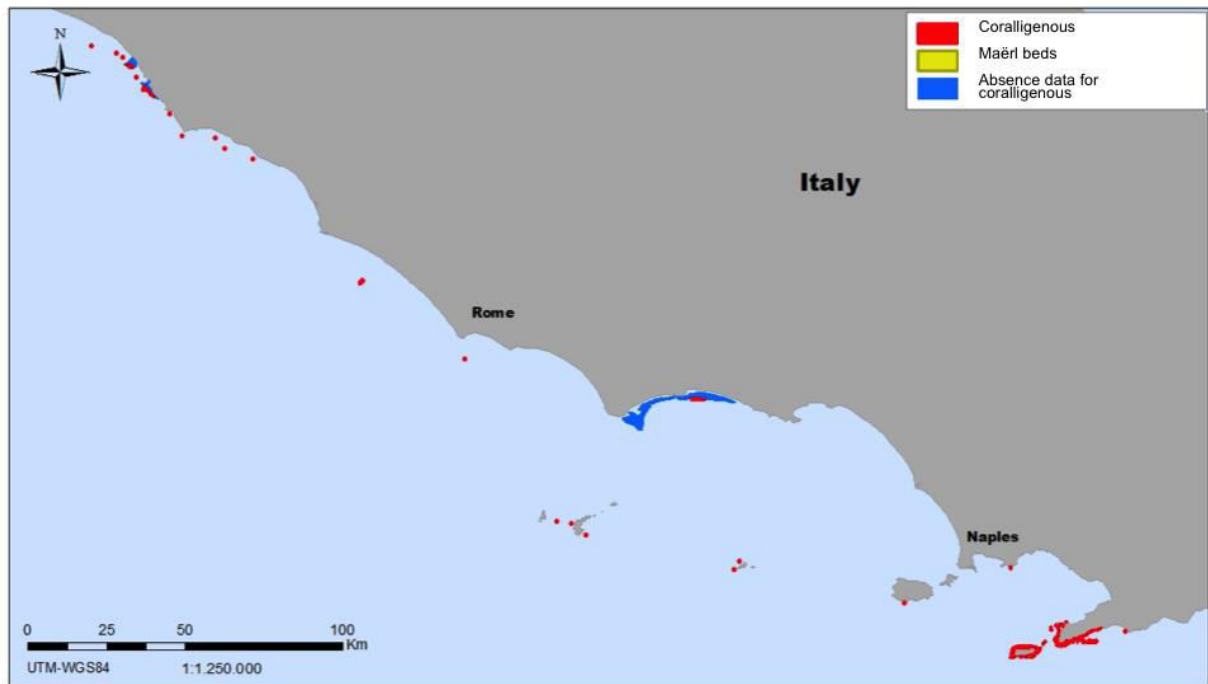 N
Coralligenous
Maërl beds
Absence data for
coralligenous
Italy
Rome
Naples
0 25 50 100
Km
UTM-WGS84 1:1.250.000